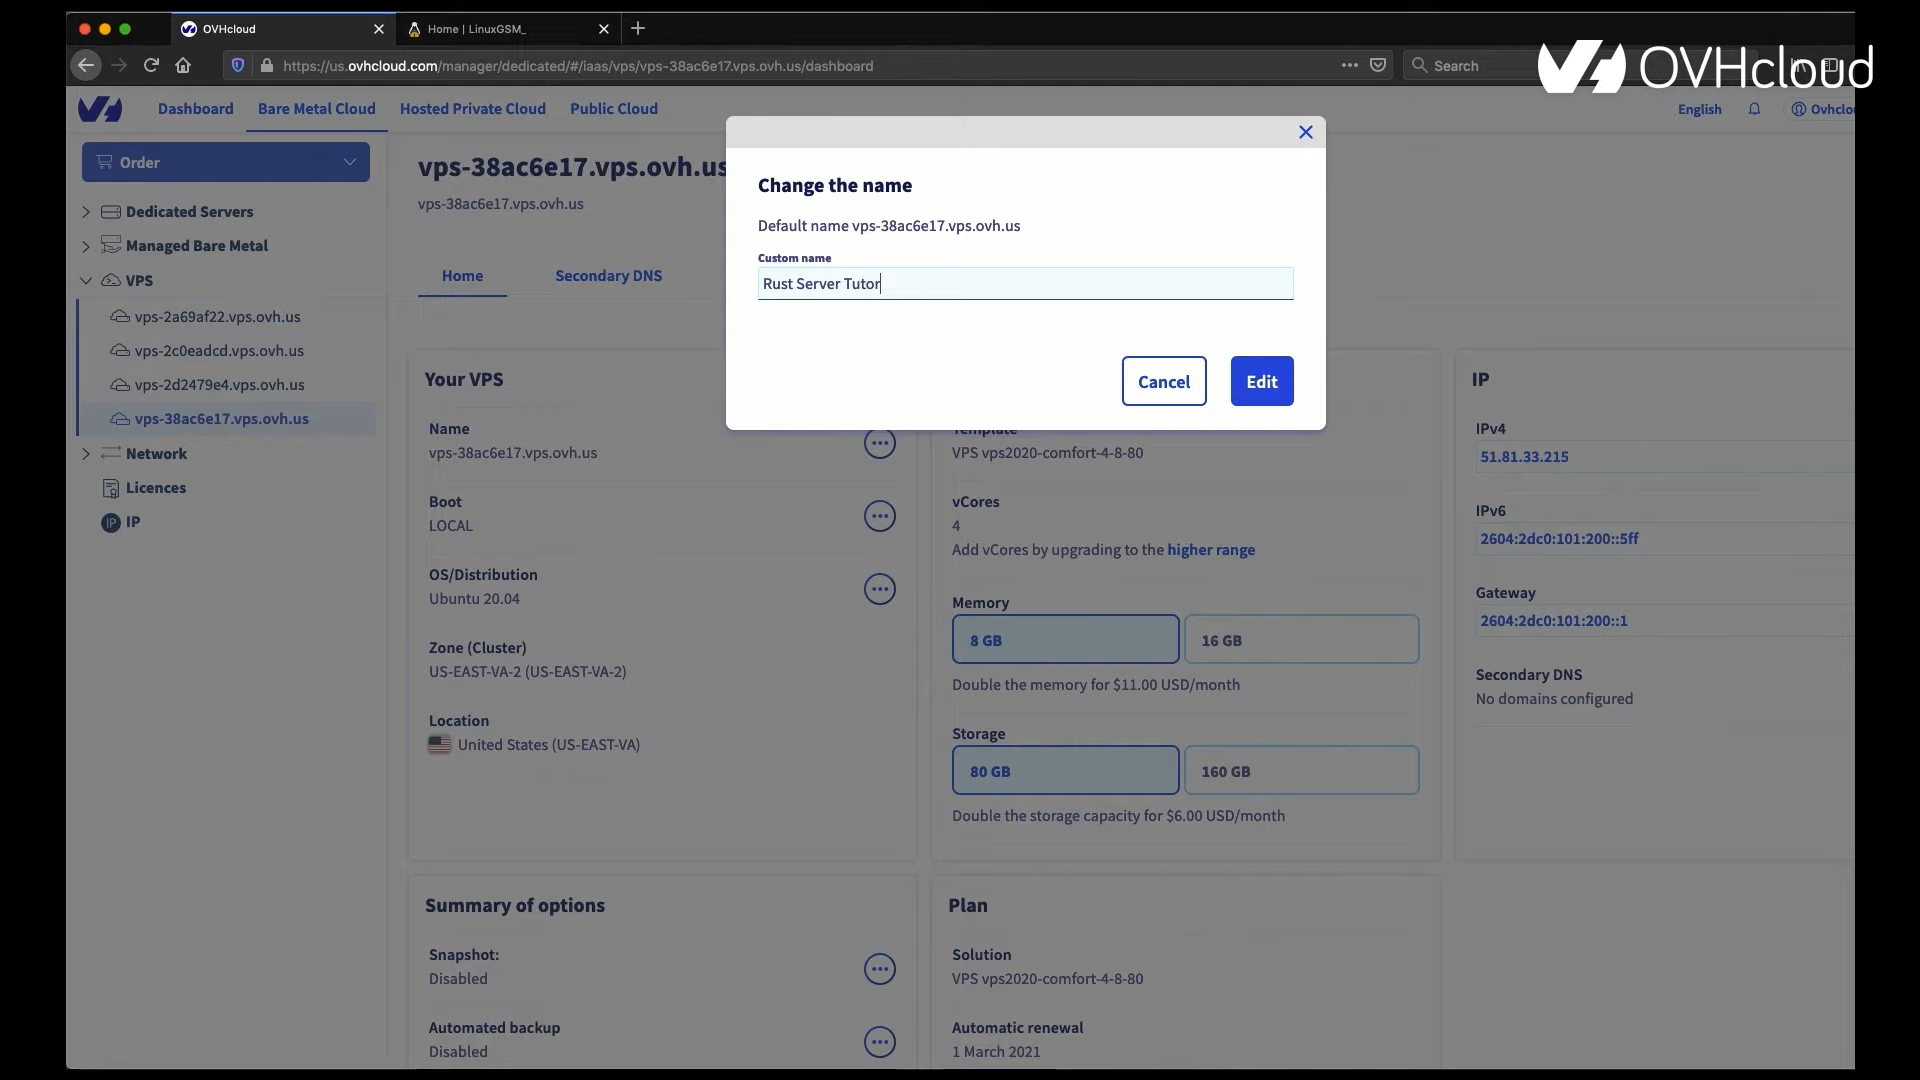 OVHcloud
Home | LinuxGSM_
https://us.ovhcloud.com/manager/dedicated/#/iaas/vps/vps-38ac6e17.vps.ovh.us/dashboard
Search
OVHcloud
Dashboard
Bare Metal Cloud
Hosted Private Cloud
Public Cloud
English
Ovhclou
Order
Dedicated Servers
Managed Bare Metal
VPS
vps-2a69af22.vps.ovh.us
vps-2c0eadcd.vps.ovh.us
vps-2d2479e4.vps.ovh.us
vps-38ac6e17.vps.ovh.us
Network
Licences
IP
IP
vps-38ac6e17.vps.ovh.us
vps-38ac6e17.vps.ovh.us
Home
Secondary DNS
Change the name
Default name vps-38ac6e17.vps.ovh.us
Custom name
Rust Server Tutor
Cancel
Edit
Your VPS
Name
vps-38ac6e17.vps.ovh.us
Boot
LOCAL
OS/Distribution
Ubuntu 20.04
Zone (Cluster)
US-EAST-VA-2 (US-EAST-VA-2)
Location
United States (US-EAST-VA)
Template
VPS vps2020-comfort-4-8-80
vCores
4
Add vCores by upgrading to the higher range
Memory
8 GB
16 GB
Double the memory for $11.00 USD/month
Storage
80 GB
160 GB
Double the storage capacity for $6.00 USD/month
IP
IPv4
51.81.33.215
IPv6
2604:2dc0:101:200::5ff
Gateway
2604:2dc0:101:200::1
Secondary DNS
No domains configured
Summary of options
Snapshot:
Disabled
Automated backup
Disabled
Plan
Solution
VPS vps2020-comfort-4-8-80
Automatic renewal
1 March 2021